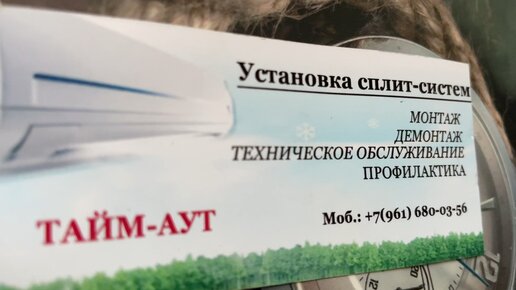 Установка сплит-систем
МОНТАЖ
ДЕМОНТАЖ
ТЕХНИЧЕСКОЕ ОБСЛУЖИВАНИЕ
ПРОФИЛАКТИКА
ТАЙМ-АУТ
Моб.: +7(961) 680-03-56